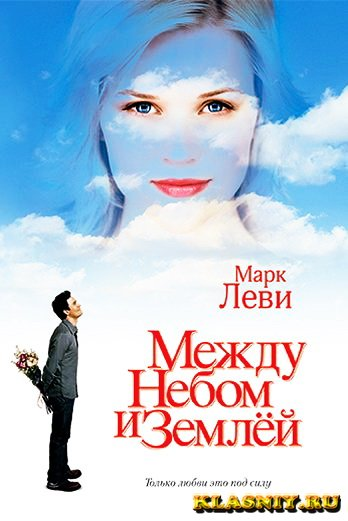 Марк
Леви
Между
Небом
и Землёй
Только любви это под силу
KLASNIY.RU